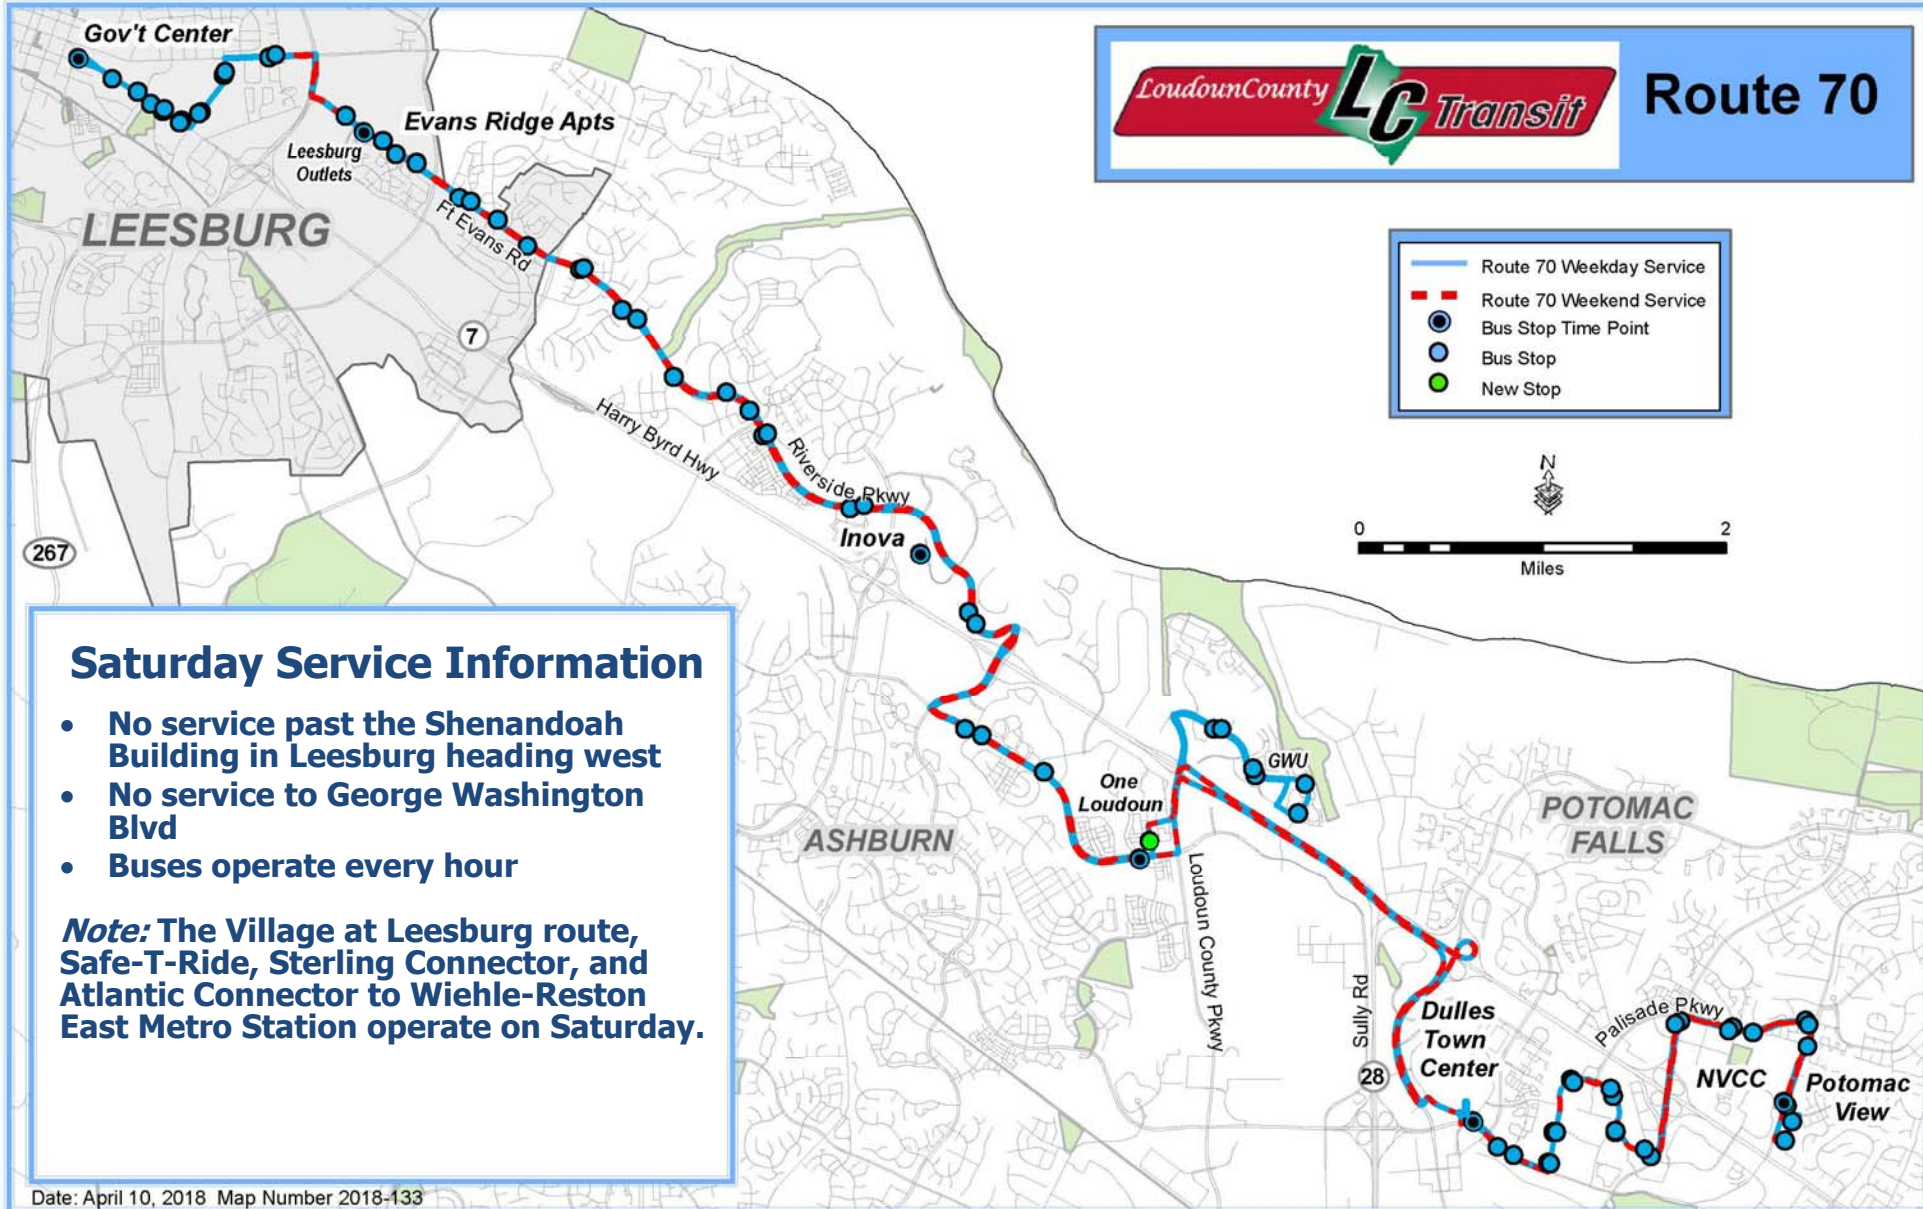 Gov't Center
Evans Ridge Apts
Leesburg
Outlets
LEESBURG
Ft Evans Rd
7
Harry Byrd Hwy
Riverside Pkwy
267
Inova
LoudounCounty LC Transit
Route 70
Route 70 Weekday Service
Route 70 Weekend Service
Bus Stop Time Point
Bus Stop
New Stop
N
0 2
Miles
Saturday Service Information
• No service past the Shenandoah
Building in Leesburg heading west
• No service to George Washington
Blvd
• Buses operate every hour
Note: The Village at Leesburg route,
Safe-T-Ride, Sterling Connector, and
Atlantic Connector to Wiehle-Reston
East Metro Station operate on Saturday.
One
Loudoun
GWU
ASHBURN
POTOMAC
FALLS
Loudoun County Pkwy
Sully Rd
28
Dulles
Town
Center
Palisade Pkwy
NVCC
Potomac
View
Date: April 10, 2018 Map Number 2018-133